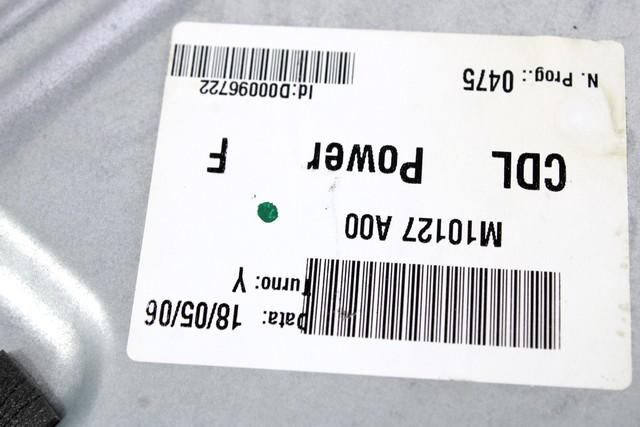 Data: 18/05/06
Turno: Y
M10127 A00
CDL Power F
N. Prog.: 0475
Id:D00096722